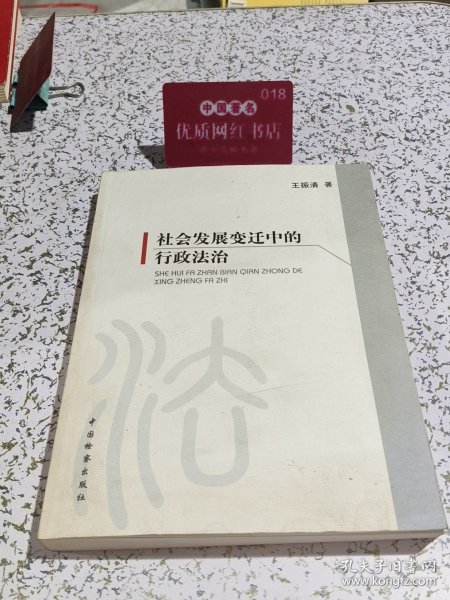 018
中国著名
优质网红书店
王振清 著
社会发展变迁中的
行政法治
SHE HUI FA ZHAN BIAN QIAN ZHONG DE
XING ZHENG FA ZHI
法
中国检察出版社
孔夫子旧书网
www.kongfz.com